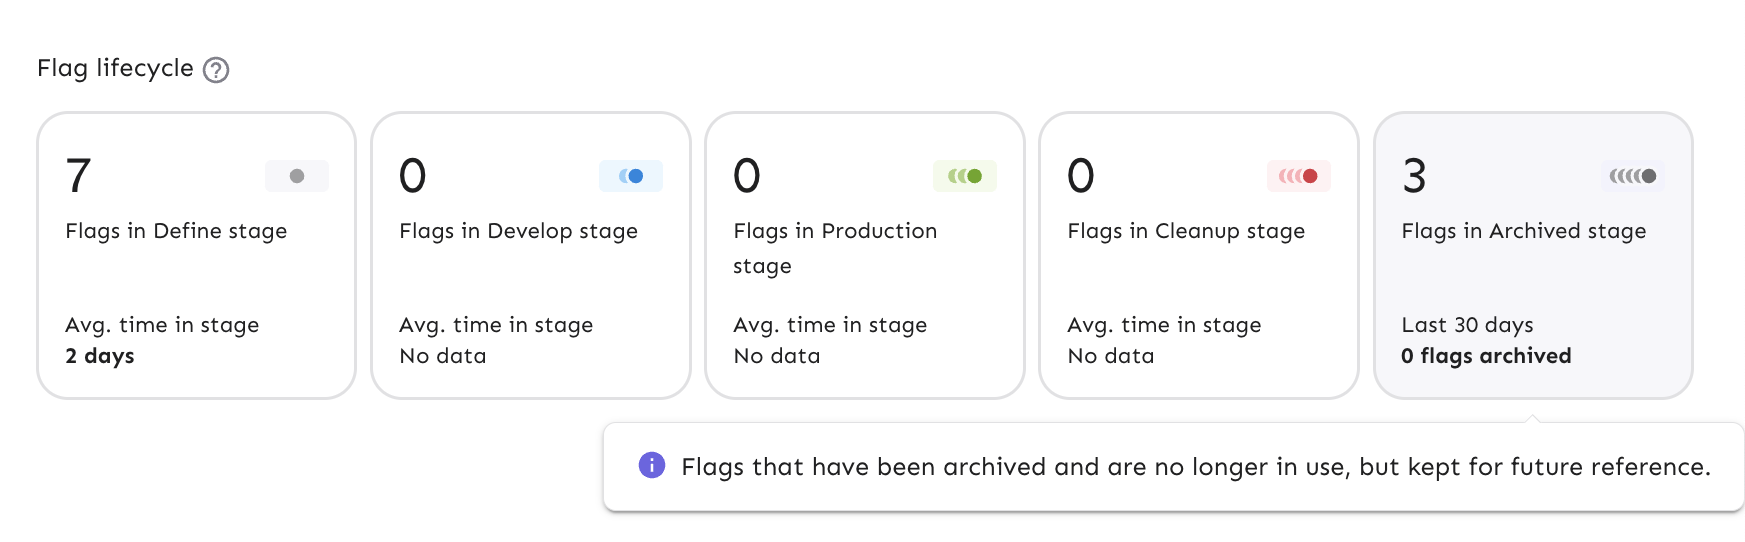 Flag lifecycle
7
Flags in Define stage
Avg. time in stage
2 days
0
Flags in Develop stage
Avg. time in stage
No data
0
Flags in Production
stage
Avg. time in stage
No data
0
Flags in Cleanup stage
Avg. time in stage
No data
3
Flags in Archived stage
Last 30 days
0 flags archived
Flags that have been archived and are no longer in use, but kept for future reference.